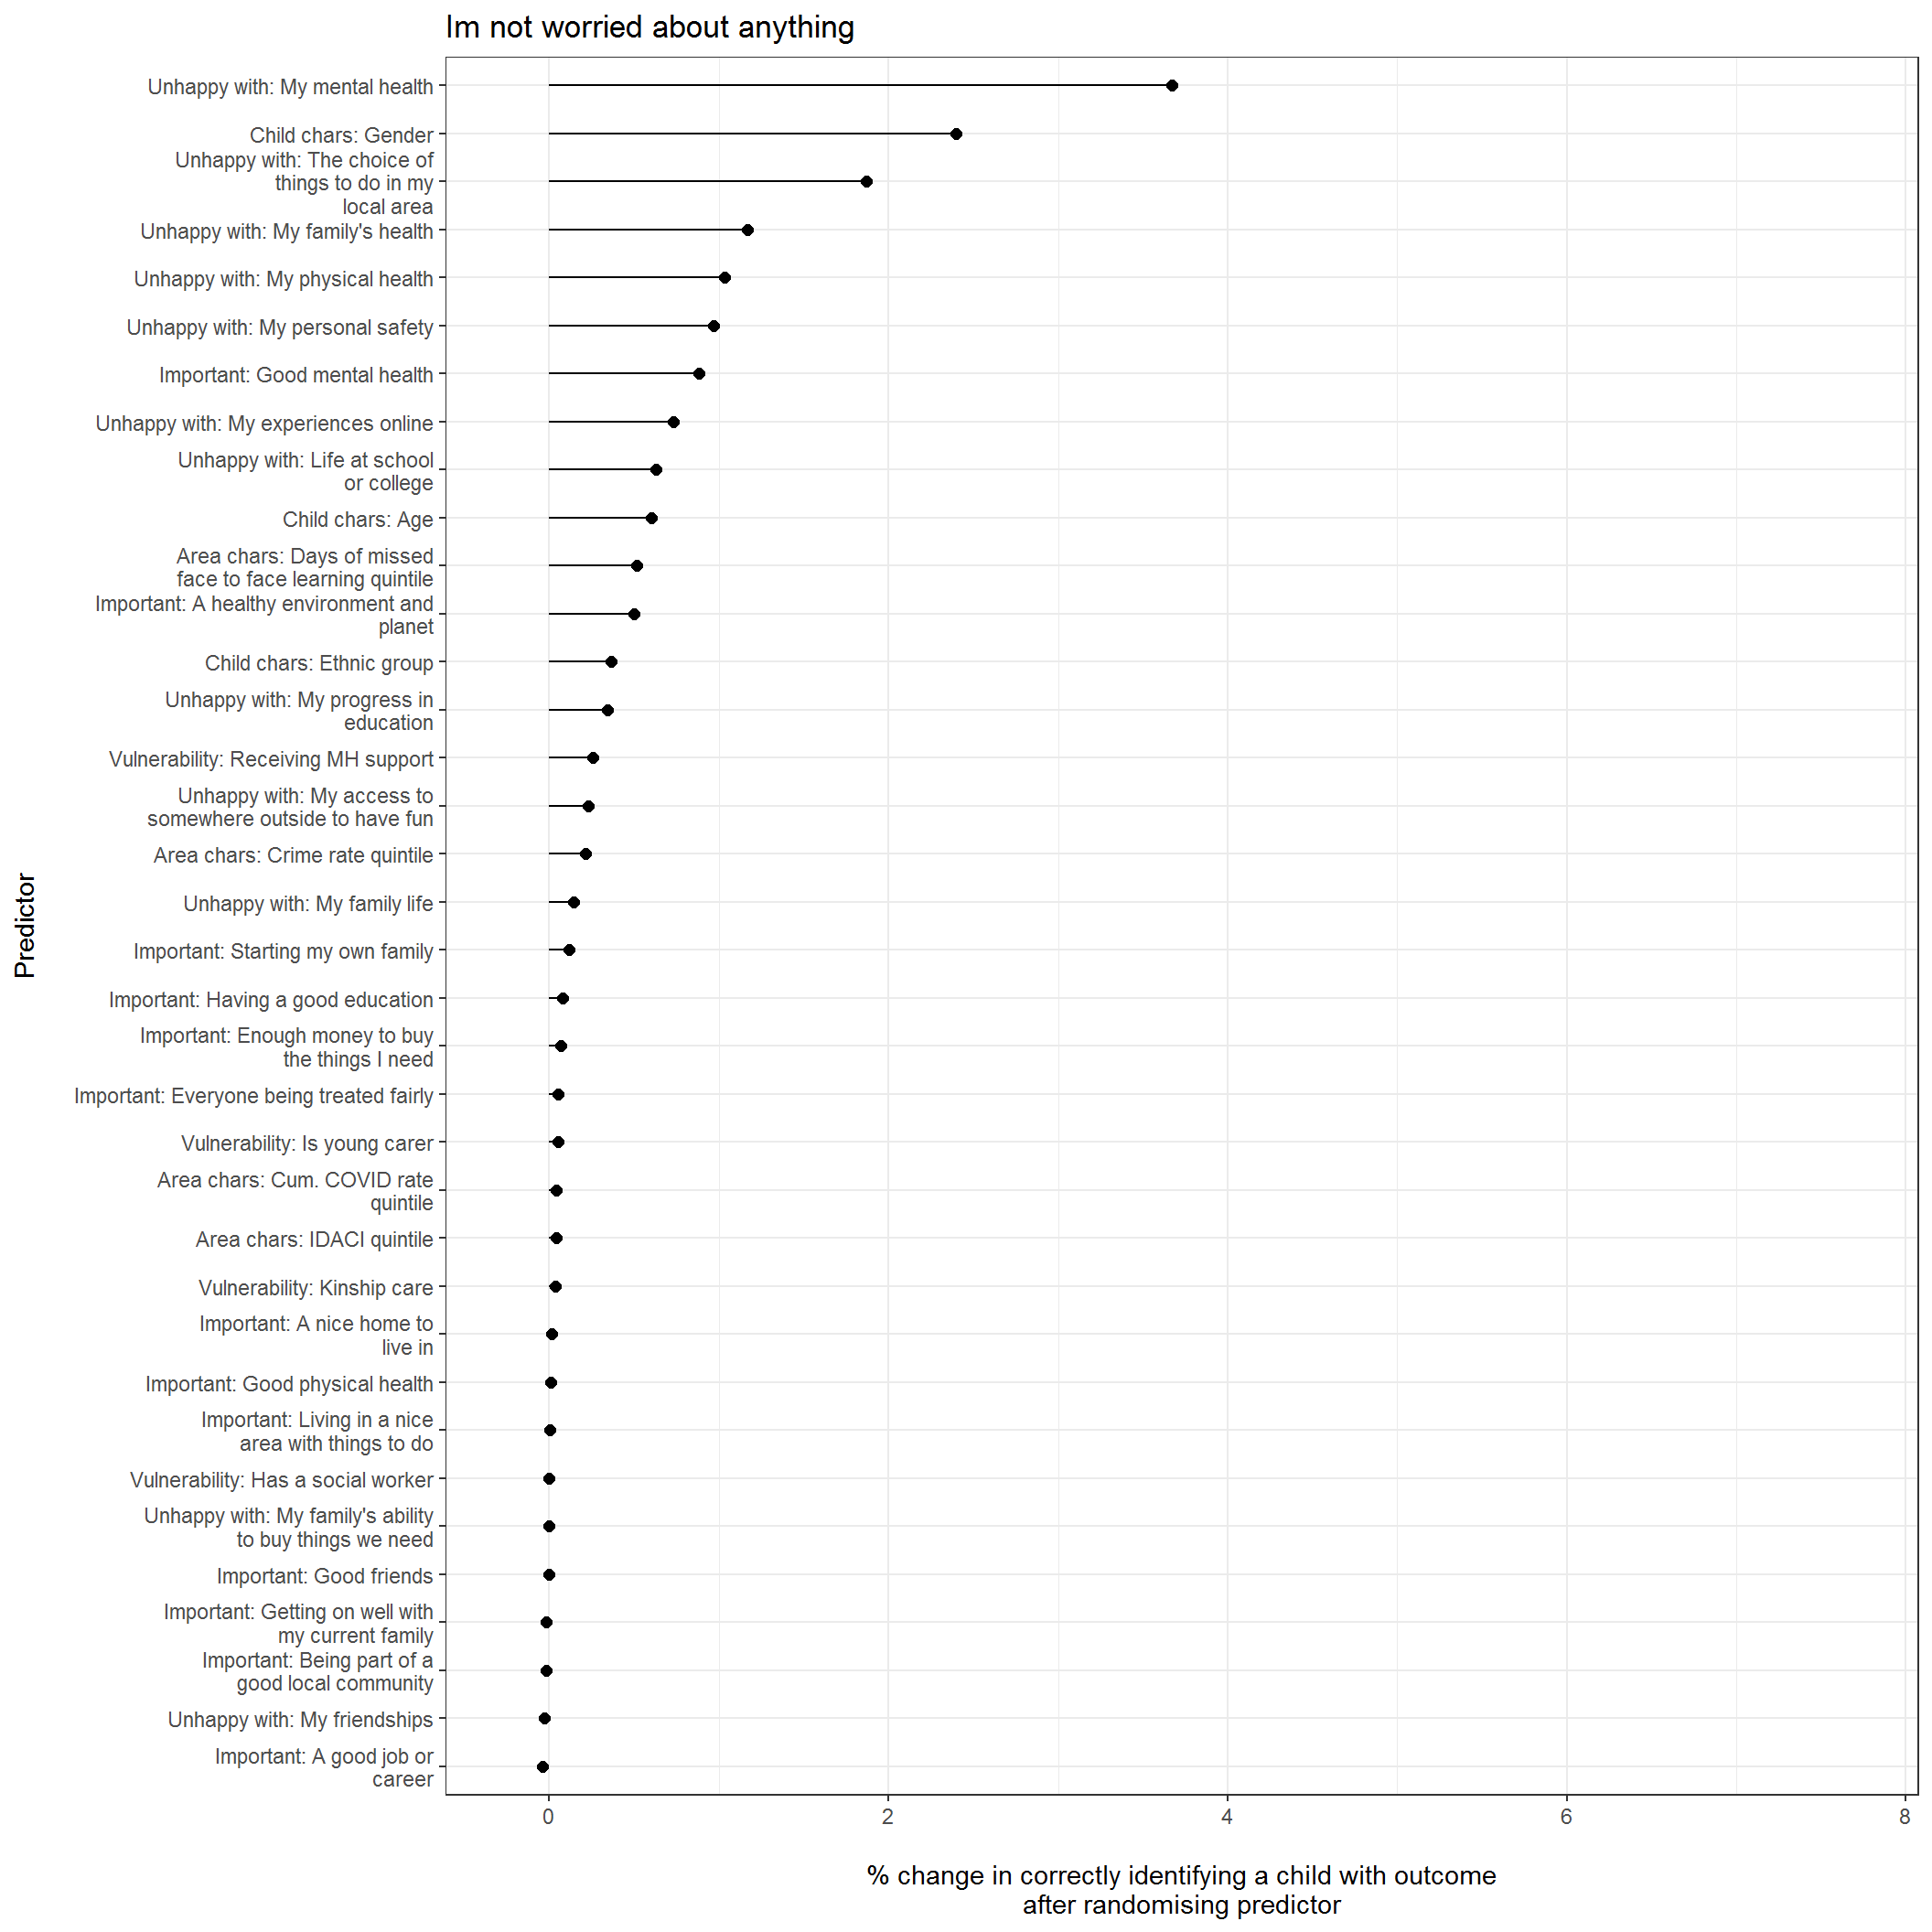 Im not worried about anything
Unhappy with: My mental health
Child chars: Gender
Unhappy with: The choice of
things to do in my
local area
Unhappy with: My family's health
Unhappy with: My physical health
Unhappy with: My personal safety
Important: Good mental health
Unhappy with: My experiences online
Unhappy with: Life at school
or college
Child chars: Age
Area chars: Days of missed
face to face learning quintile
Important: A healthy environment and
planet
Child chars: Ethnic group
Unhappy with: My progress in
education
Vulnerability: Receiving MH support
Unhappy with: My access to
somewhere outside to have fun
Area chars: Crime rate quintile
Unhappy with: My family life
Important: Starting my own family
Important: Having a good education
Important: Enough money to buy
the things I need
Important: Everyone being treated fairly
Vulnerability: Is young carer
Area chars: Cum. COVID rate
quintile
Area chars: IDACI quintile
Vulnerability: Kinship care
Important: A nice home to
live in
Important: Good physical health
Important: Living in a nice
area with things to do
Vulnerability: Has a social worker
Unhappy with: My family's ability
to buy things we need
Important: Good friends
Important: Getting on well with
my current family
Important: Being part of a
good local community
Unhappy with: My friendships
Important: A good job or
career
Predictor
0 2 4 6 8
% change in correctly identifying a child with outcome
after randomising predictor